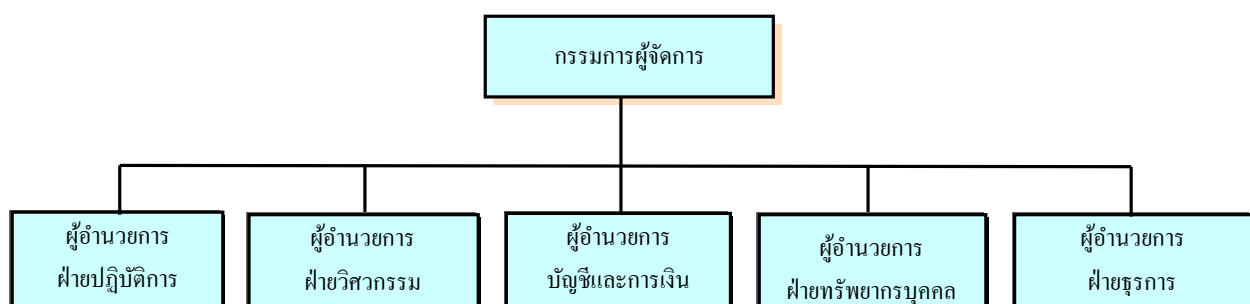 กรรมการผู้จัดการ
ผู้อำนวยการ
ฝ่ายปฏิบัติการ
ผู้อำนวยการ
ฝ่ายวิศวกรรม
ผู้อำนวยการ
บัญชีและการเงิน
ผู้อำนวยการ
ฝ่ายทรัพยากรบุคคล
ผู้อำนวยการ
ฝ่ายธุรการ